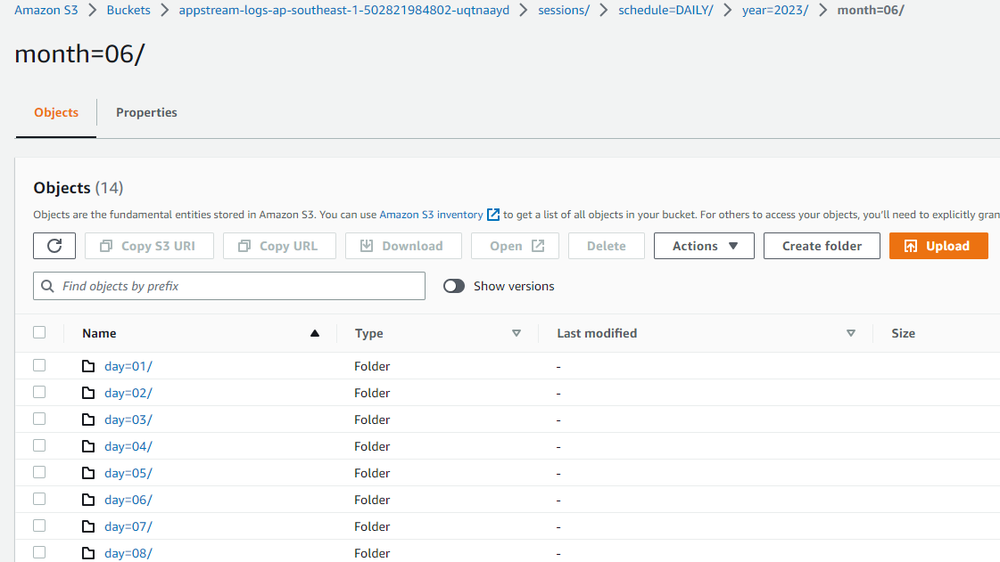 Amazon S3 > Buckets > appstream-logs-ap-southeast-1-502821984802-uqtnaayd > sessions/ > schedule=DAILY/ > year=2023/ > month=06/
month=06/
Objects Properties
Objects (14)
Objects are the fundamental entities stored in Amazon S3. You can use Amazon S3 inventory to get a list of all objects in your bucket. For others to access your objects, you'll need to explicitly gran
Copy S3 URI Copy URL Download Open Delete Actions Create folder Upload
Find objects by prefix Show versions
Name Type Last modified Size
day=01/ Folder -
day=02/ Folder -
day=03/ Folder -
day=04/ Folder -
day=05/ Folder -
day=06/ Folder -
day=07/ Folder -
day=08/ Folder -